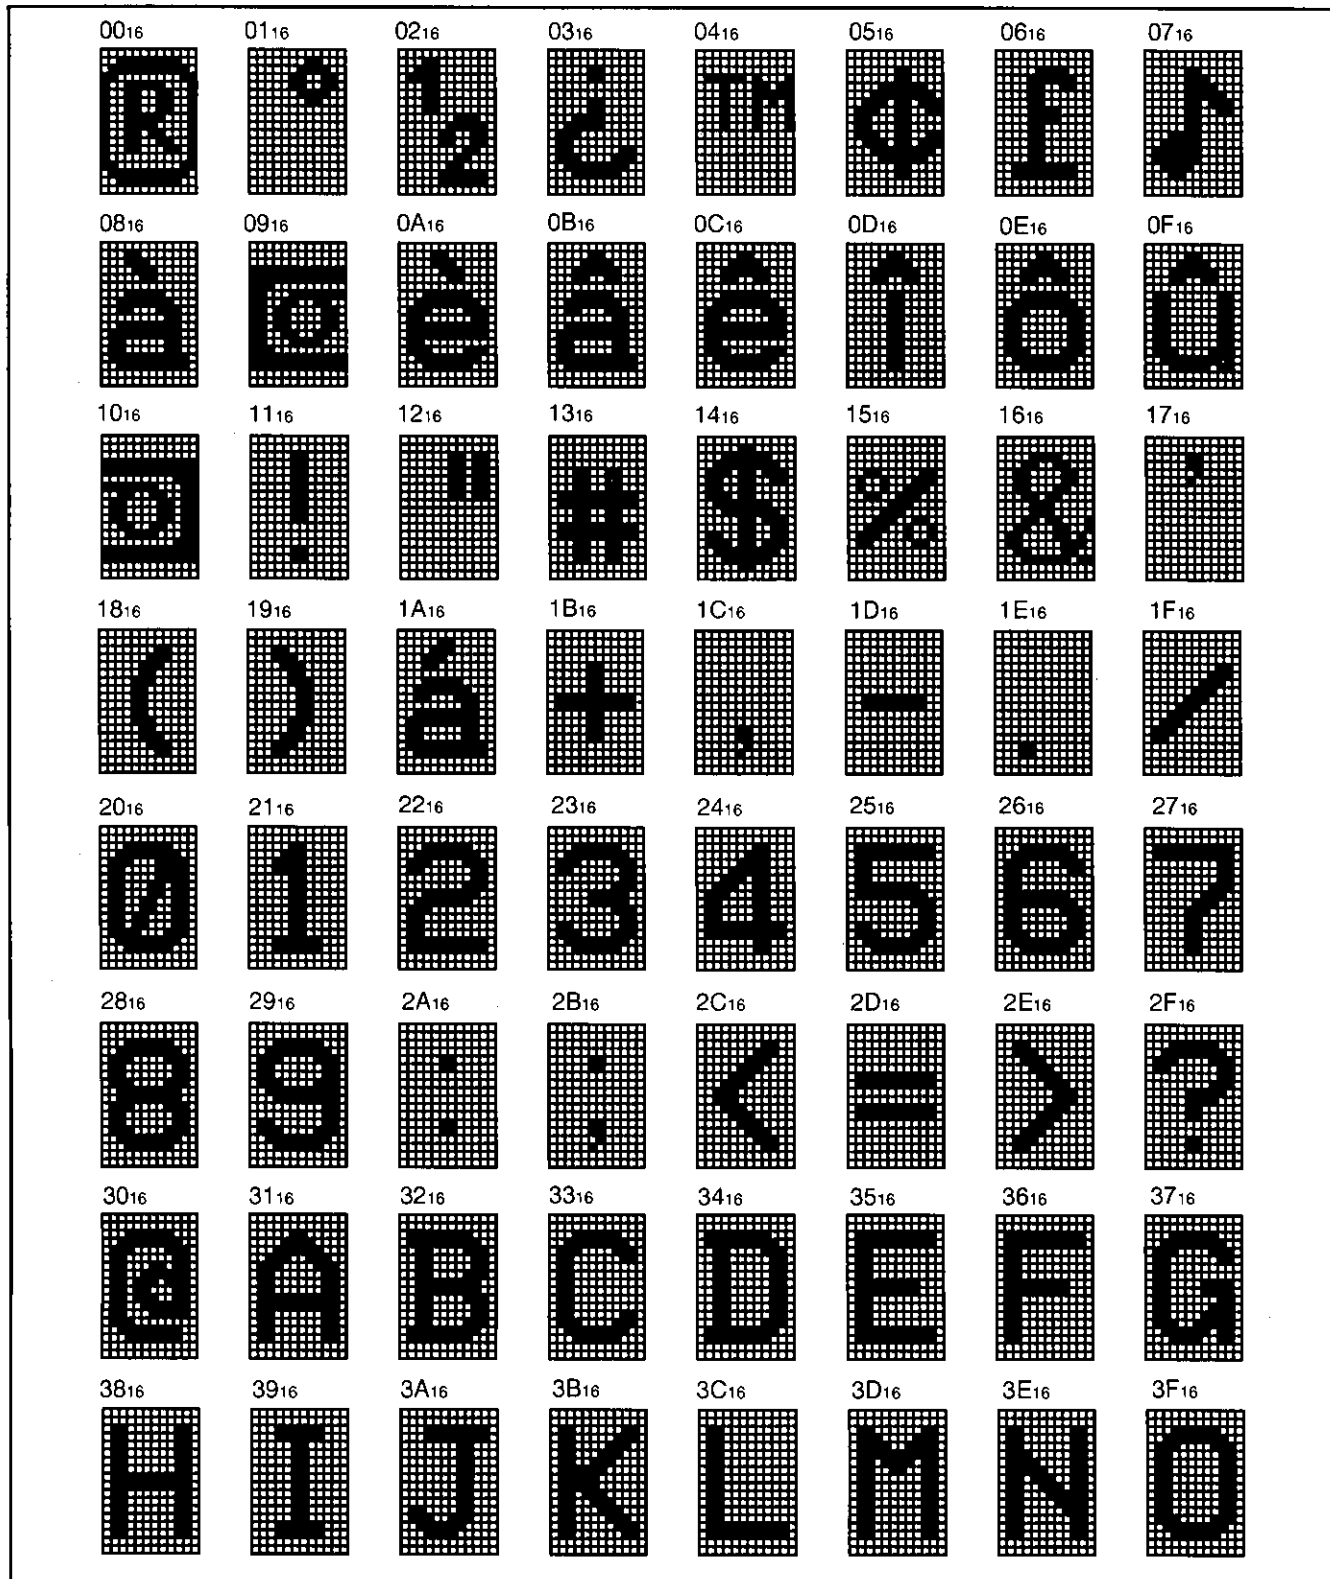 00₁₆ 01₁₆ 02₁₆ 03₁₆ 04₁₆ 05₁₆ 06₁₆ 07₁₆
® ° ½ ¿ ™ ¢ £ ♪
08₁₆ 09₁₆ 0A₁₆ 0B₁₆ 0C₁₆ 0D₁₆ 0E₁₆ 0F₁₆
à è â ê î ô û
10₁₆ 11₁₆ 12₁₆ 13₁₆ 14₁₆ 15₁₆ 16₁₆ 17₁₆
! " # $ % & '
18₁₆ 19₁₆ 1A₁₆ 1B₁₆ 1C₁₆ 1D₁₆ 1E₁₆ 1F₁₆
( ) á + , - . /
20₁₆ 21₁₆ 22₁₆ 23₁₆ 24₁₆ 25₁₆ 26₁₆ 27₁₆
0 1 2 3 4 5 6 7
28₁₆ 29₁₆ 2A₁₆ 2B₁₆ 2C₁₆ 2D₁₆ 2E₁₆ 2F₁₆
8 9 : ; < = > ?
30₁₆ 31₁₆ 32₁₆ 33₁₆ 34₁₆ 35₁₆ 36₁₆ 37₁₆
@ A B C D E F G
38₁₆ 39₁₆ 3A₁₆ 3B₁₆ 3C₁₆ 3D₁₆ 3E₁₆ 3F₁₆
H I J K L M N O